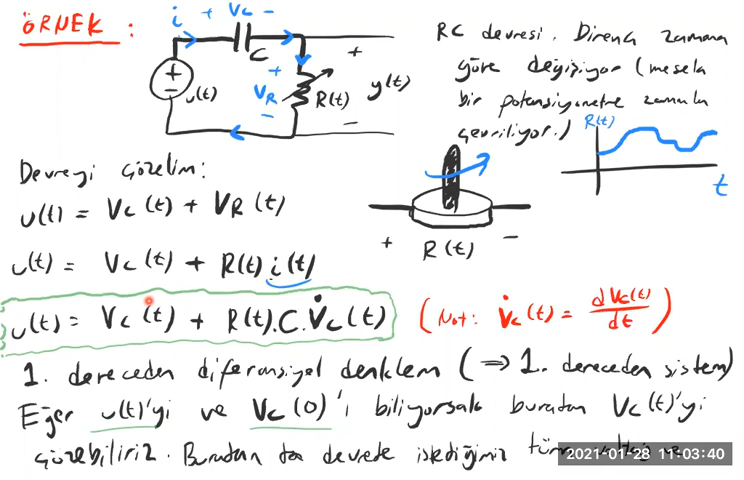 ÖRNEK :
i + Vc -
C
u(t)
+ VR -
R(t)
+ y(t) -
RC devresi. Direnç zamana
göre değişiyor (mesela
bir potansiyometre zamanla
çevriliyor.)
R(t)
t
+ R(t) -
Devreyi çözelim:
u(t) = Vc(t) + VR(t)
u(t) = Vc(t) + R(t) i(t)
u(t) = Vc(t) + R(t).C.V̇c(t) (Not: V̇c(t) = dVc(t)/dt)
1. dereceden diferansiyel denklem (⇒ 1. dereceden sistem)
Eğer u(t)'yi ve Vc(0)'ı biliyorsak buradan Vc(t)'yi
çözebiliriz. Buradan da devrede istediğimiz
2021-01-28 11:03:40